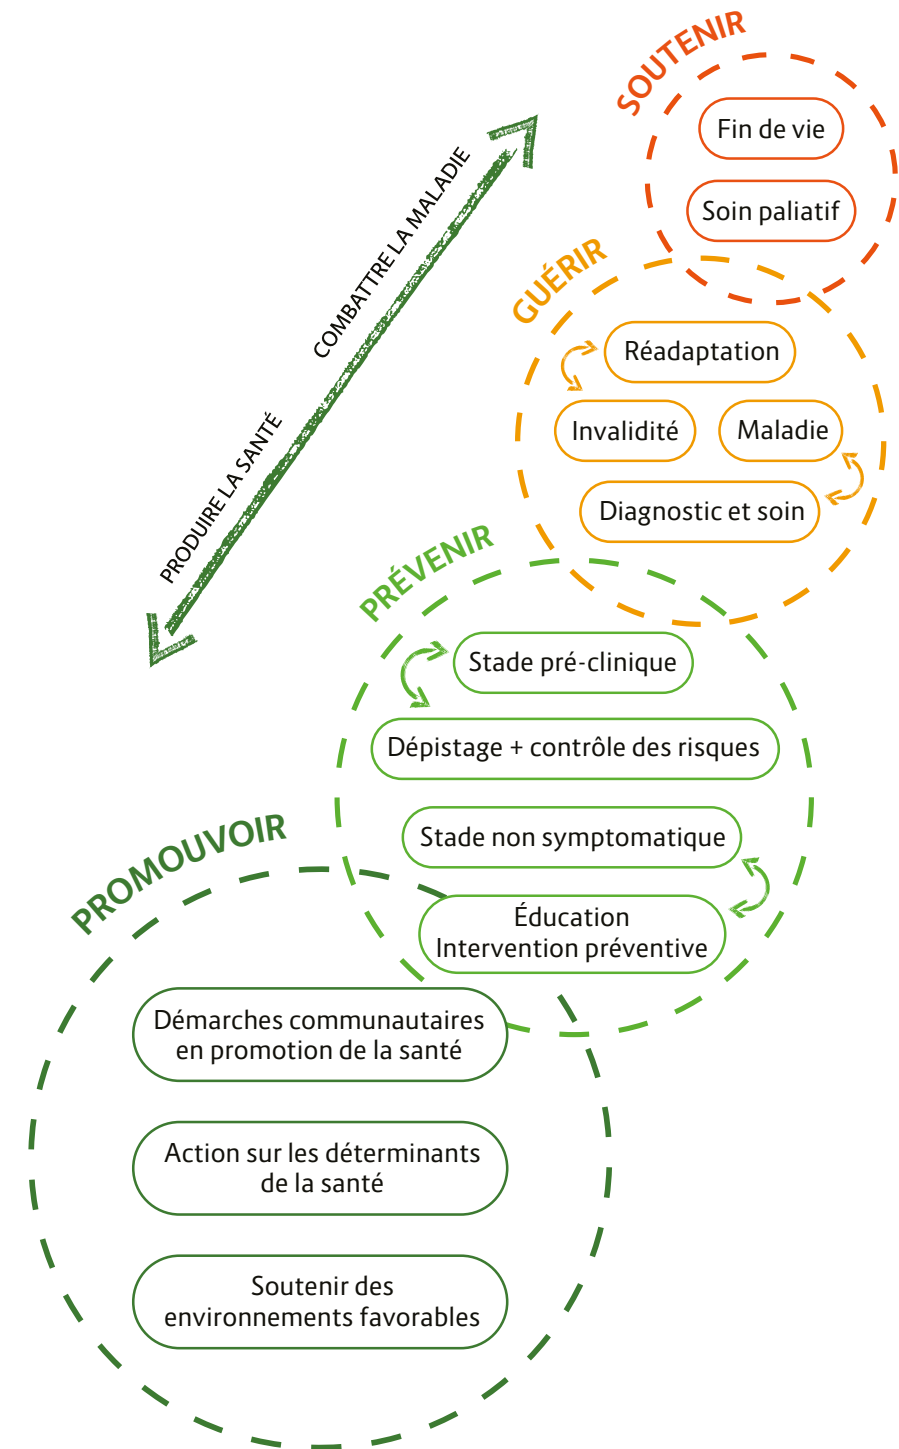 SOUTENIR
Fin de vie
Soin paliatif
COMBATTRE LA MALADIE
GUÉRIR
Réadaptation
Invalidité
Maladie
Diagnostic et soin
PRODUIRE LA SANTÉ
PRÉVENIR
Stade pré-clinique
Dépistage + contrôle des risques
Stade non symptomatique
Éducation
Intervention préventive
PROMOUVOIR
Démarches communautaires
en promotion de la santé
Action sur les déterminants
de la santé
Soutenir des
environnements favorables